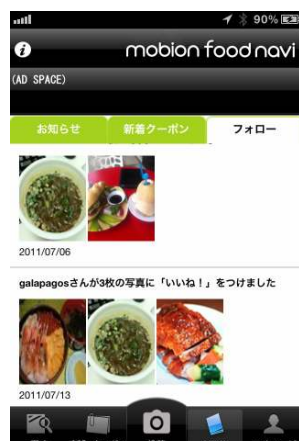 90%
mobion food navi
(AD SPACE)
お知らせ
新着クーポン
フォロー
2011/07/06
galapagosさんが3枚の写真に「いいね！」をつけました
2011/07/13